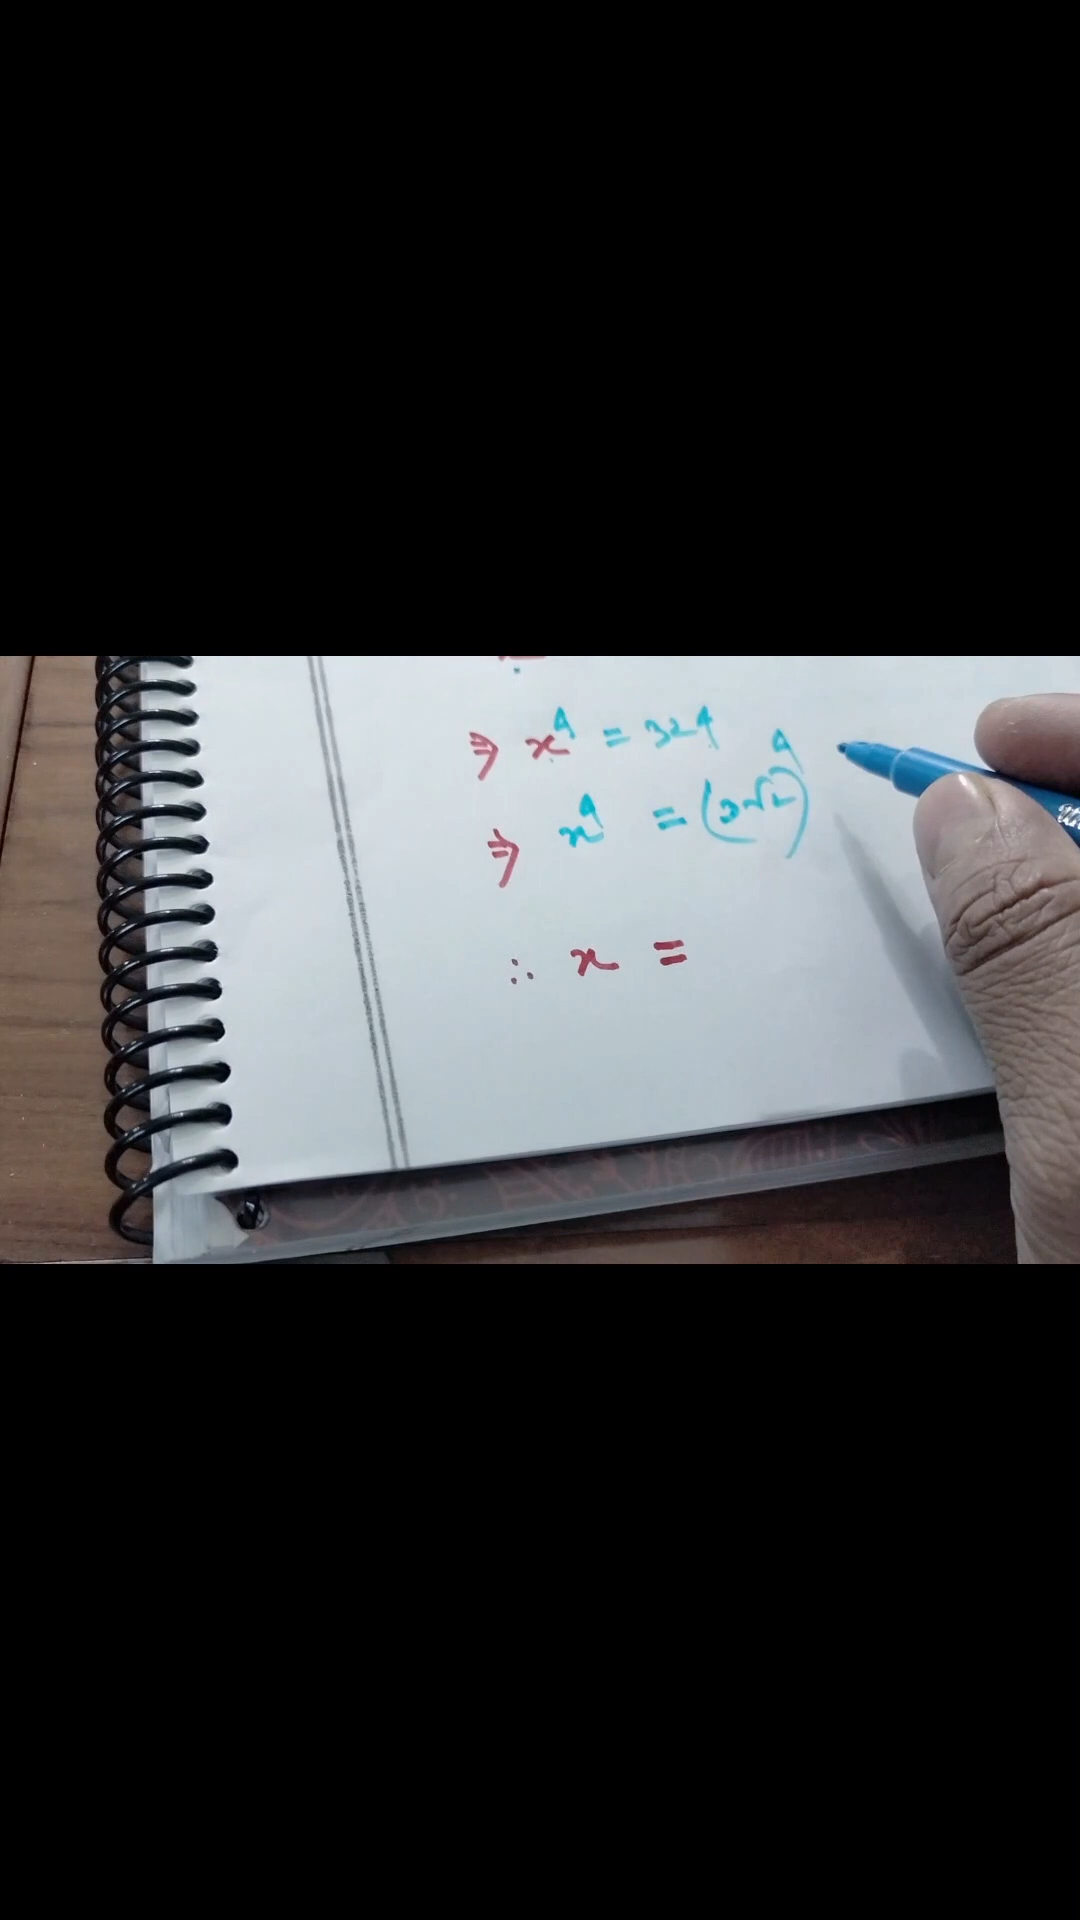 ⇒ x⁴ = 324
⇒ x⁴ = (3√2)⁴
∴ x =